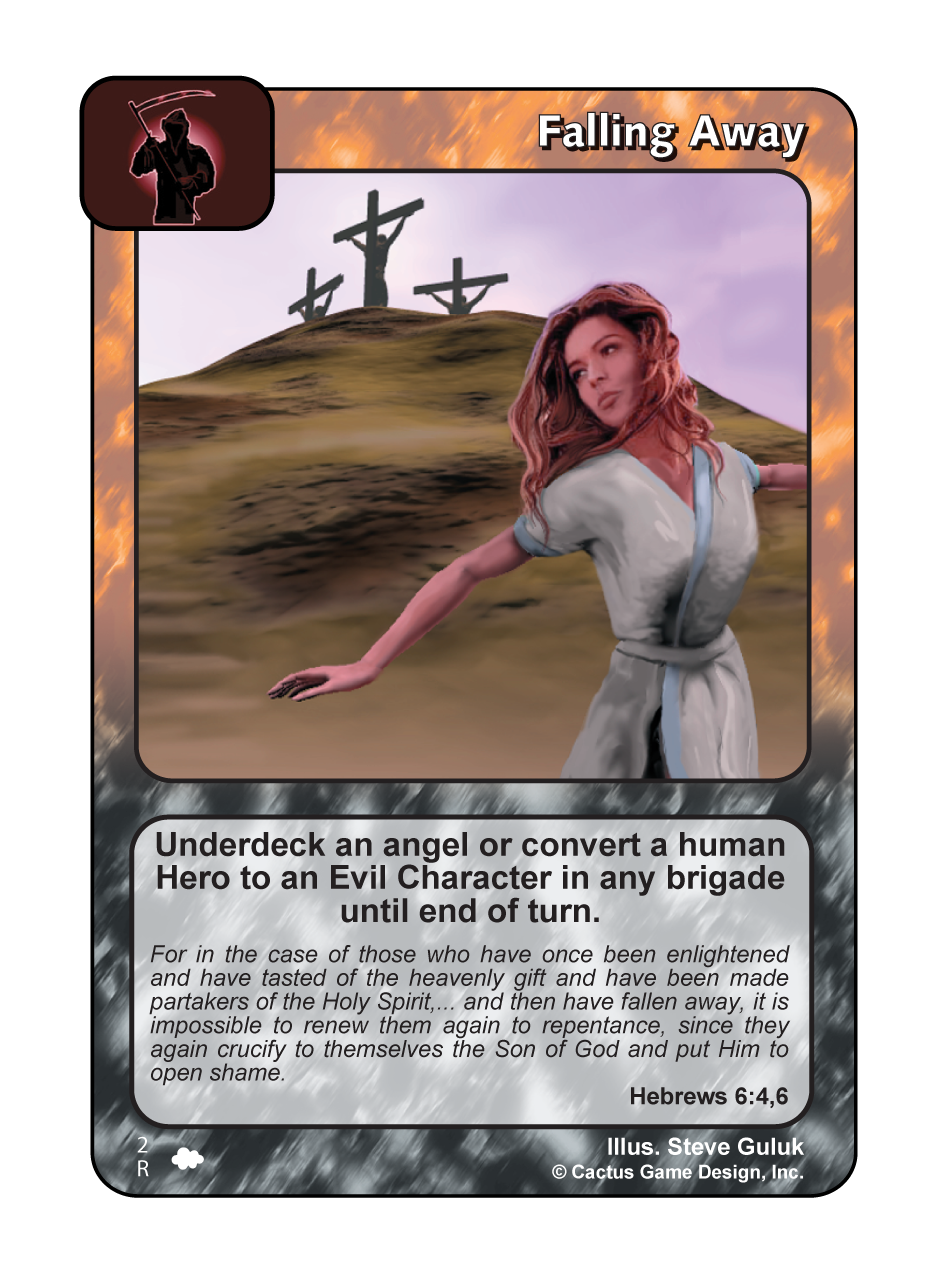 Falling Away
Underdeck an angel or convert a human
Hero to an Evil Character in any brigade
until end of turn.
For in the case of those who have once been enlightened
and have tasted of the heavenly gift and have been made
partakers of the Holy Spirit,... and then have fallen away, it is
impossible to renew them again to repentance, since they
again crucify to themselves the Son of God and put Him to
open shame.
Hebrews 6:4,6
2
R
Illus. Steve Guluk
© Cactus Game Design, Inc.